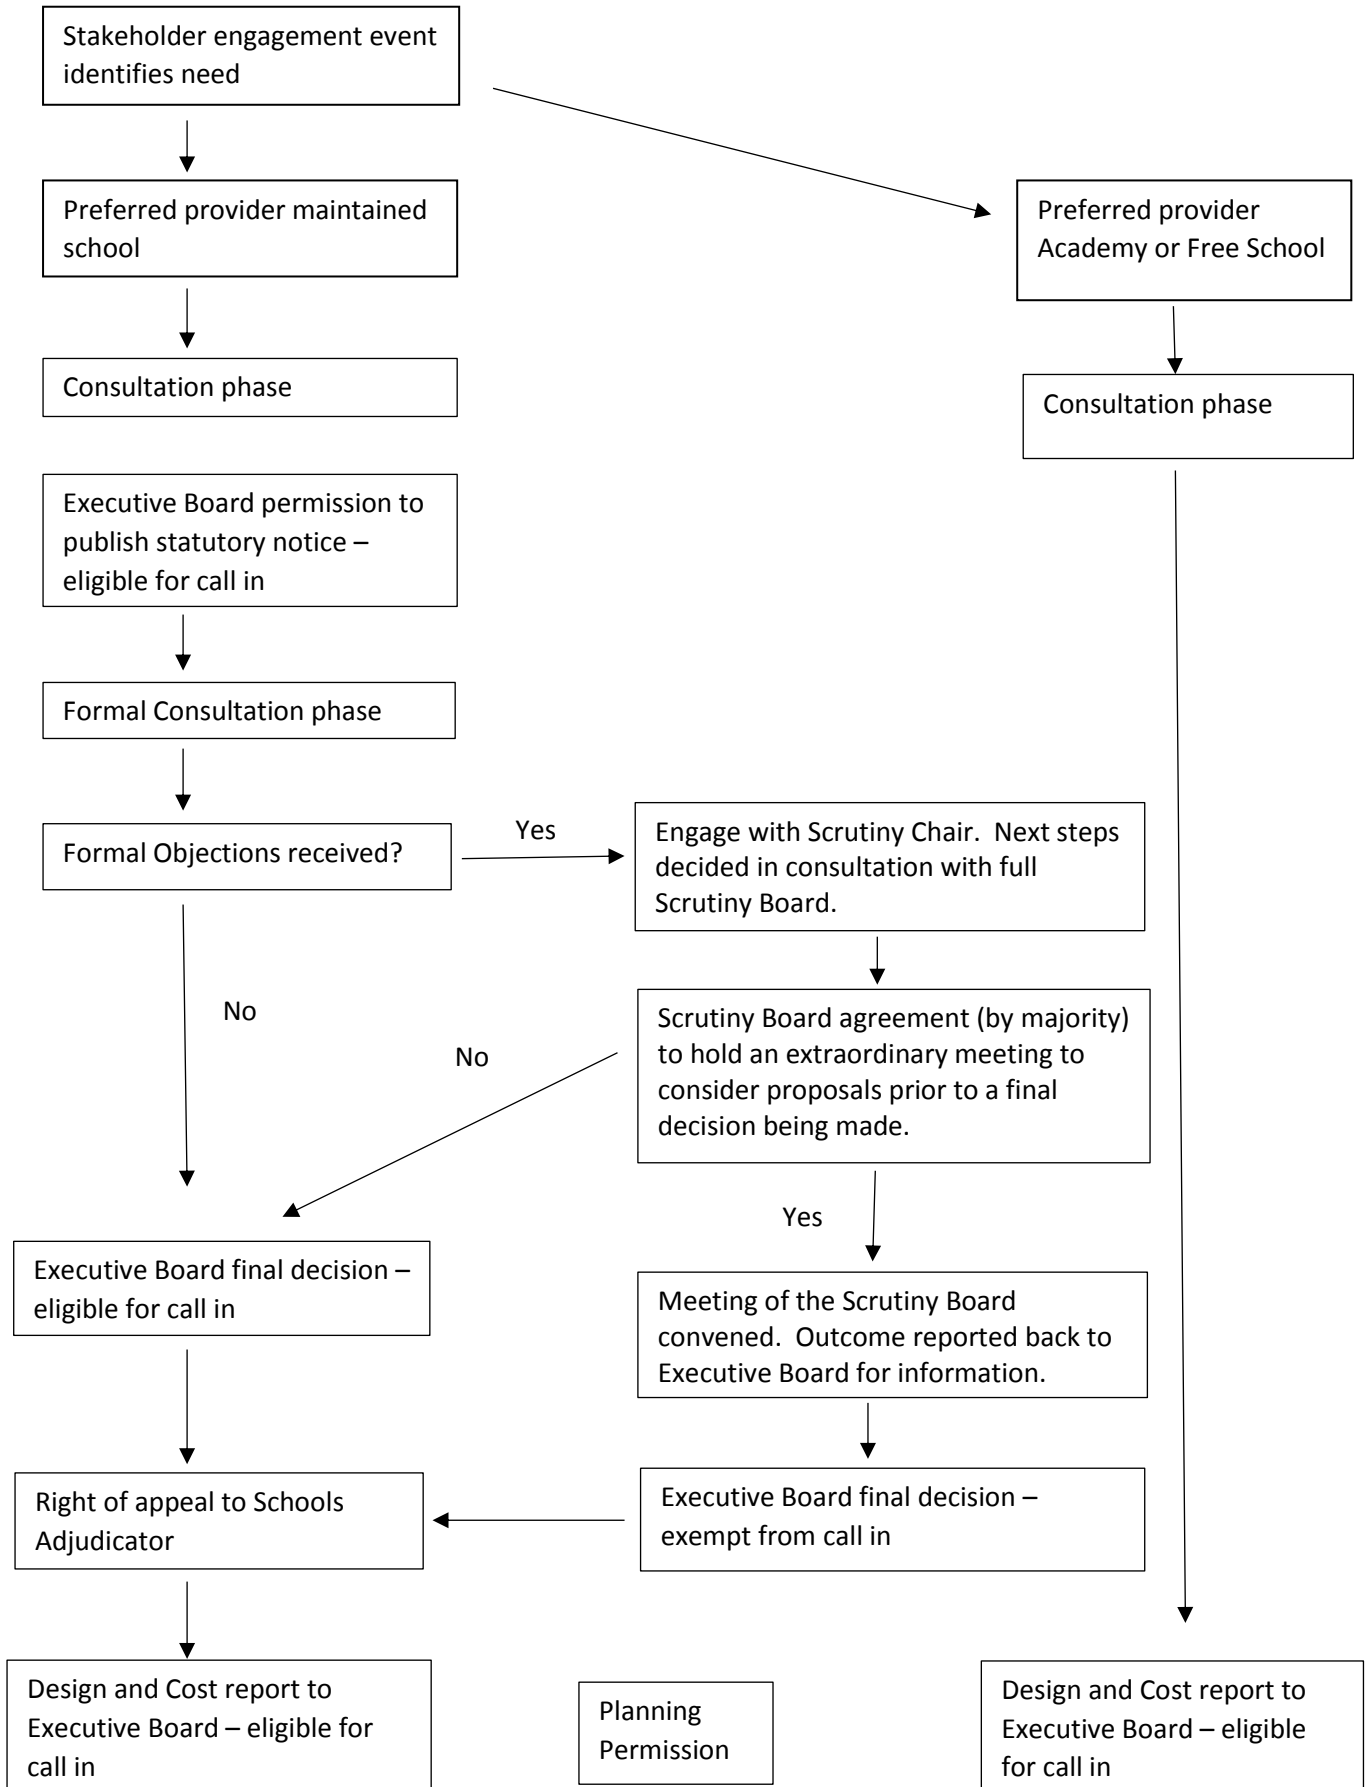 Stakeholder engagement event
identifies need
Preferred provider maintained
school
Preferred provider
Academy or Free School
Consultation phase
Consultation phase
Executive Board permission to
publish statutory notice –
eligible for call in
Formal Consultation phase
Formal Objections received?
Yes
Engage with Scrutiny Chair.  Next steps
decided in consultation with full
Scrutiny Board.
No
No
Scrutiny Board agreement (by majority)
to hold an extraordinary meeting to
consider proposals prior to a final
decision being made.
Yes
Executive Board final decision –
eligible for call in
Meeting of the Scrutiny Board
convened.  Outcome reported back to
Executive Board for information.
Right of appeal to Schools
Adjudicator
Executive Board final decision –
exempt from call in
Design and Cost report to
Executive Board – eligible for
call in
Planning
Permission
Design and Cost report to
Executive Board – eligible
for call in